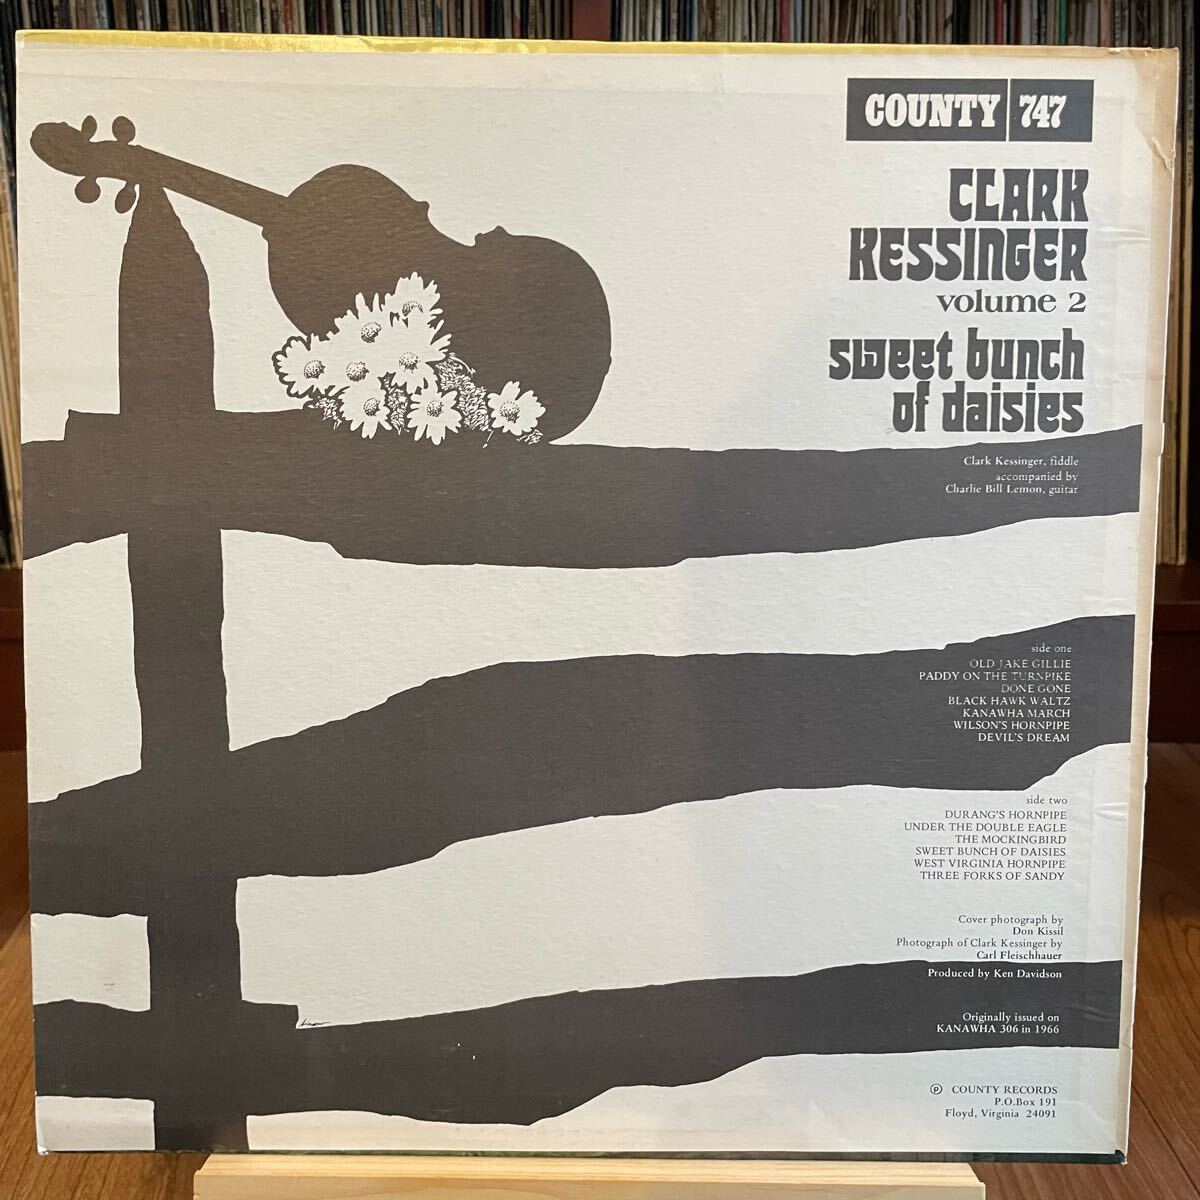 COUNTY 747
CLARK
KESSINGER
volume 2
sweet bunch
of daisies
Clark Kessinger, fiddle
accompanied by
Charlie Bill Lemon, guitar
side one
OLD JAKE GILLIE
PADDY ON THE TURNPIKE
DONE GONE
BLACK HAWK WALTZ
KANAWHA MARCH
WILSON'S HORNPIPE
DEVIL'S DREAM
side two
DURANG'S HORNPIPE
UNDER THE DOUBLE EAGLE
THE MOCKINGBIRD
SWEET BUNCH OF DAISIES
WEST VIRGINIA HORNPIPE
THREE FORKS OF SANDY
Cover photograph by
Don Kissil
Photograph of Clark Kessinger by
Carl Fleischhauer
Produced by Ken Davidson
Originally issued on
KANAWHA 306 in 1966
℗ COUNTY RECORDS
P.O.Box 191
Floyd, Virginia 24091